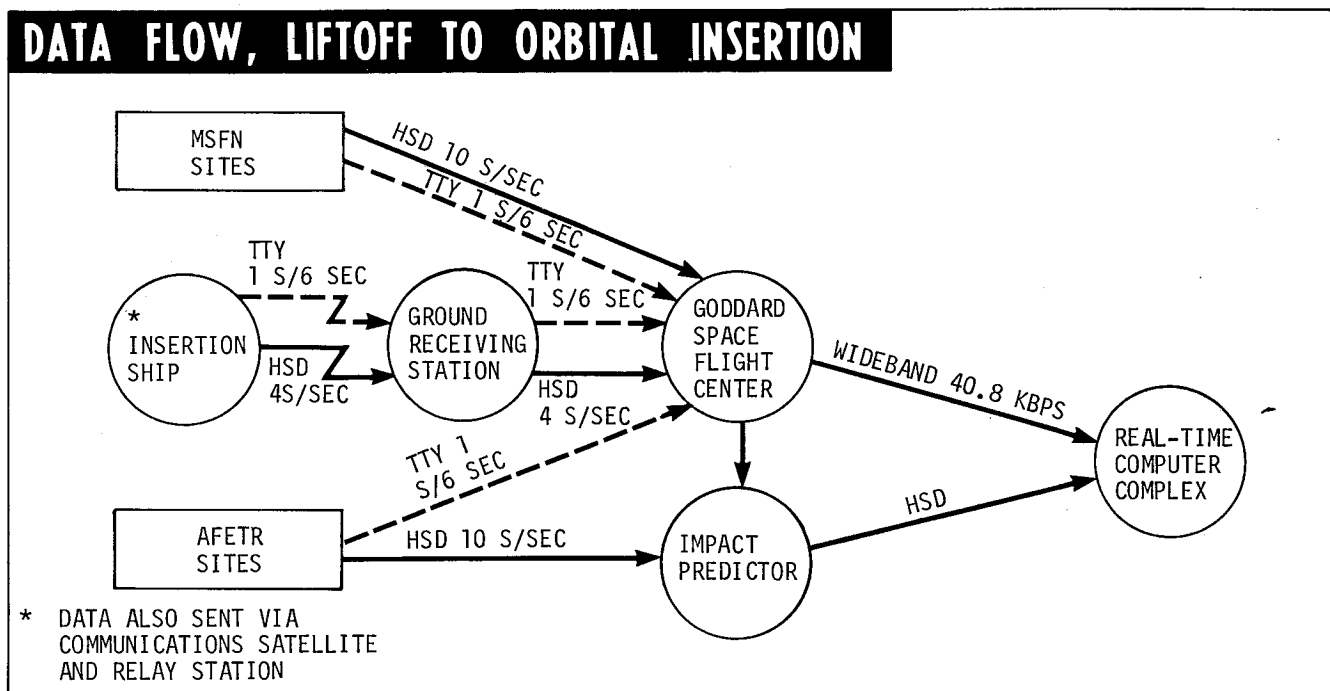 DATA FLOW, LIFTOFF TO ORBITAL INSERTION
MSFN
SITES
HSD 10 S/SEC
TTY 1 S/6 SEC
TTY
1 S/6 SEC
*
INSERTION
SHIP
HSD
4S/SEC
GROUND
RECEIVING
STATION
TTY
1 S/6 SEC
HSD
4 S/SEC
GODDARD
SPACE
FLIGHT
CENTER
WIDEBAND 40.8 KBPS
REAL-TIME
COMPUTER
COMPLEX
TTY 1
S/6 SEC
AFETR
SITES
HSD 10 S/SEC
IMPACT
PREDICTOR
HSD
* DATA ALSO SENT VIA
COMMUNICATIONS SATELLITE
AND RELAY STATION